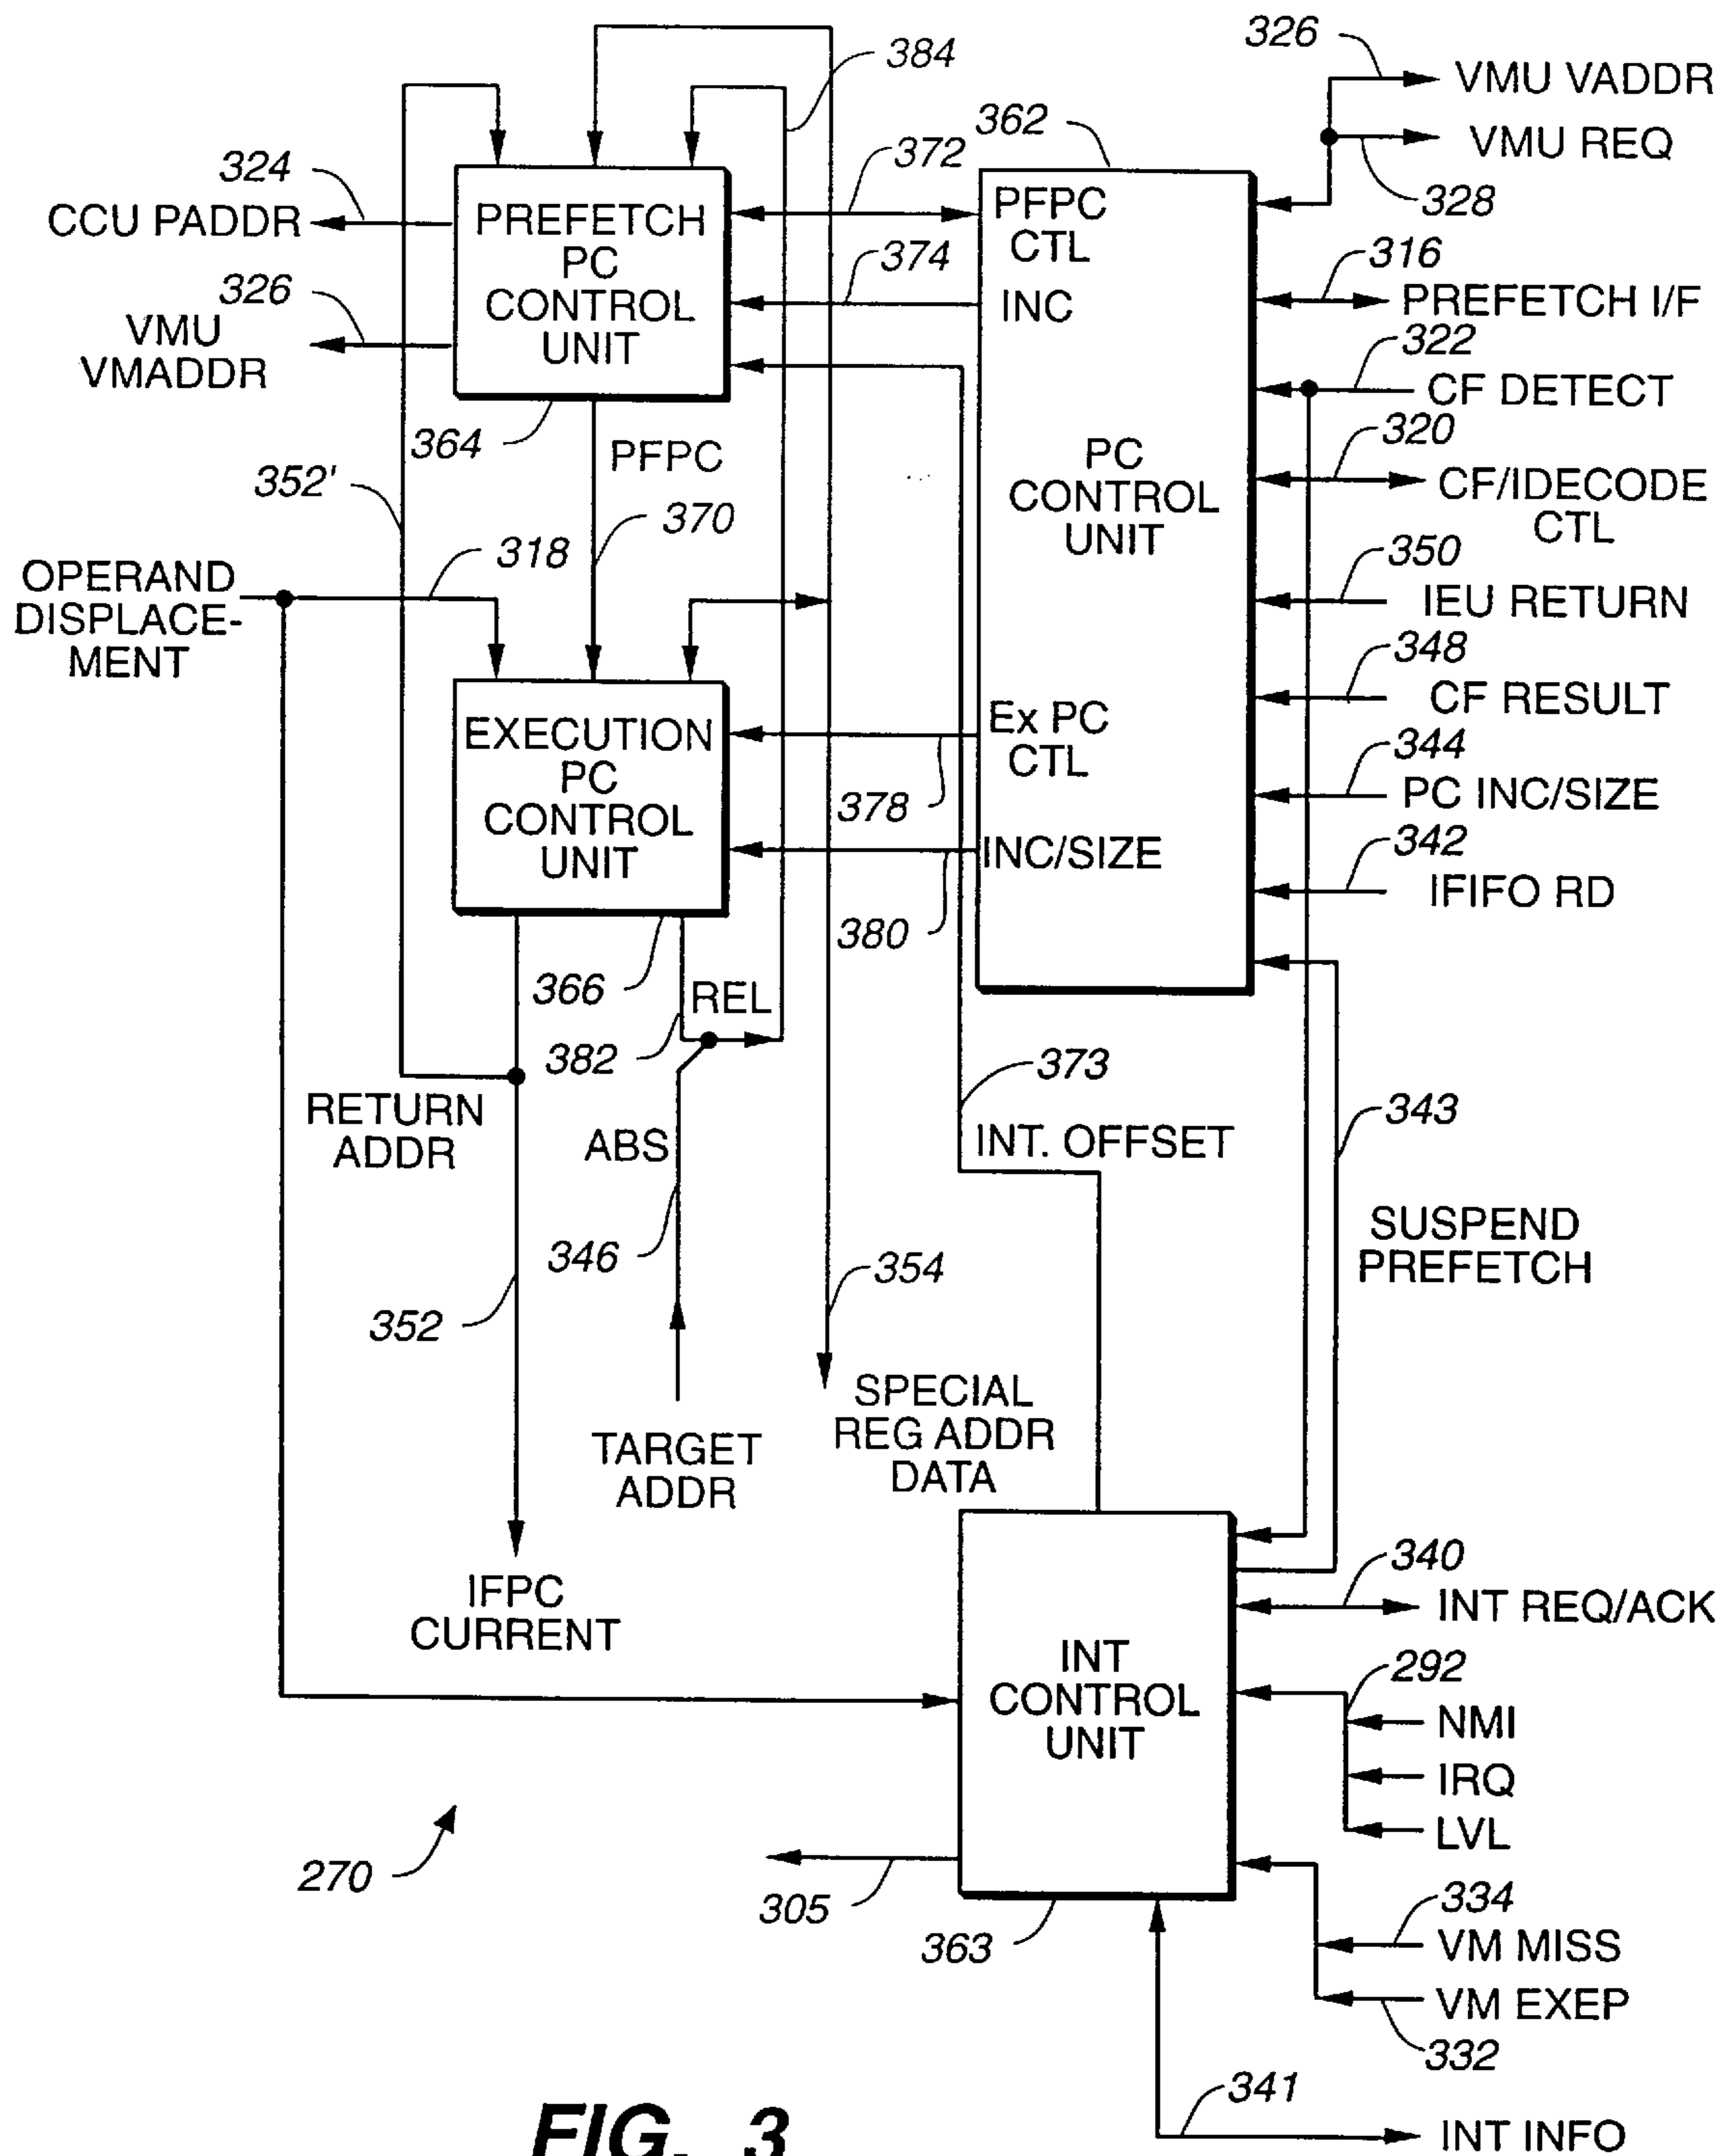 384
326
VMU VADDR
362
VMU REQ
328
324
CCU PADDR
372
PREFETCH
PC
CONTROL
UNIT
PFPC
CTL
374
INC
316
PREFETCH I/F
326
VMU
VMADDR
322
CF DETECT
364
PFPC
352'
370
PC
CONTROL
UNIT
320
CF/IDECODE
CTL
318
OPERAND
DISPLACE-
MENT
350
IEU RETURN
348
CF RESULT
EXECUTION
PC
CONTROL
UNIT
Ex PC
CTL
378
344
PC INC/SIZE
INC/SIZE
380
342
IFIFO RD
366
REL
382
373
343
RETURN
ADDR
ABS
INT. OFFSET
SUSPEND
PREFETCH
346
354
352
SPECIAL
REG ADDR
DATA
TARGET
ADDR
IFPC
CURRENT
340
INT REQ/ACK
INT
CONTROL
UNIT
292
NMI
IRQ
LVL
270
305
363
334
VM MISS
VM EXEP
332
341
INT INFO
FIG. 3